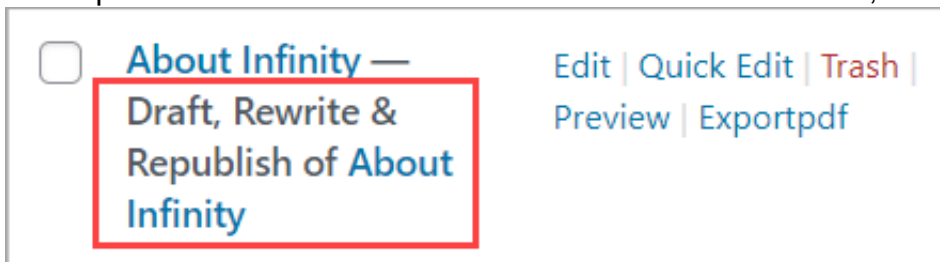 About Infinity —
Draft, Rewrite &
Republish of About
Infinity
Edit | Quick Edit | Trash |
Preview | Exportpdf